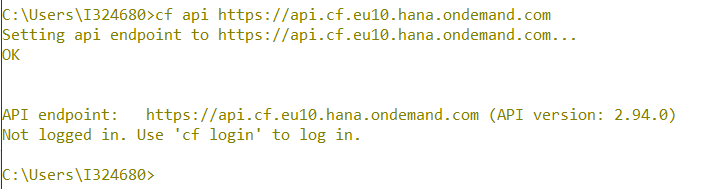 C:\Users\I324680>cf api https://api.cf.eu10.hana.ondemand.com
Setting api endpoint to https://api.cf.eu10.hana.ondemand.com...
OK
API endpoint:   https://api.cf.eu10.hana.ondemand.com (API version: 2.94.0)
Not logged in. Use 'cf login' to log in.
C:\Users\I324680>